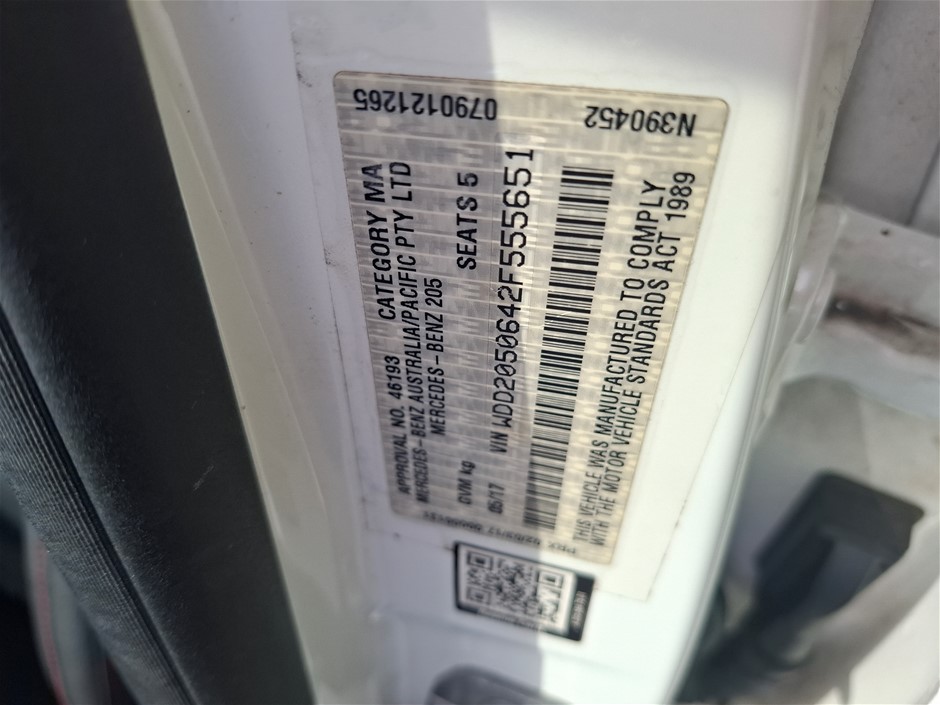 APPROVAL NO. 46193 CATEGORY MA
MERCEDES-BENZ AUSTRALIA/PACIFIC PTY LTD
MERCEDES-BENZ 205
GVM kg SEATS 5
05/17 VIN WDD2050642F555651
THIS VEHICLE WAS MANUFACTURED TO COMPLY
WITH THE MOTOR VEHICLE STANDARDS ACT 1989
0790121265
N390452